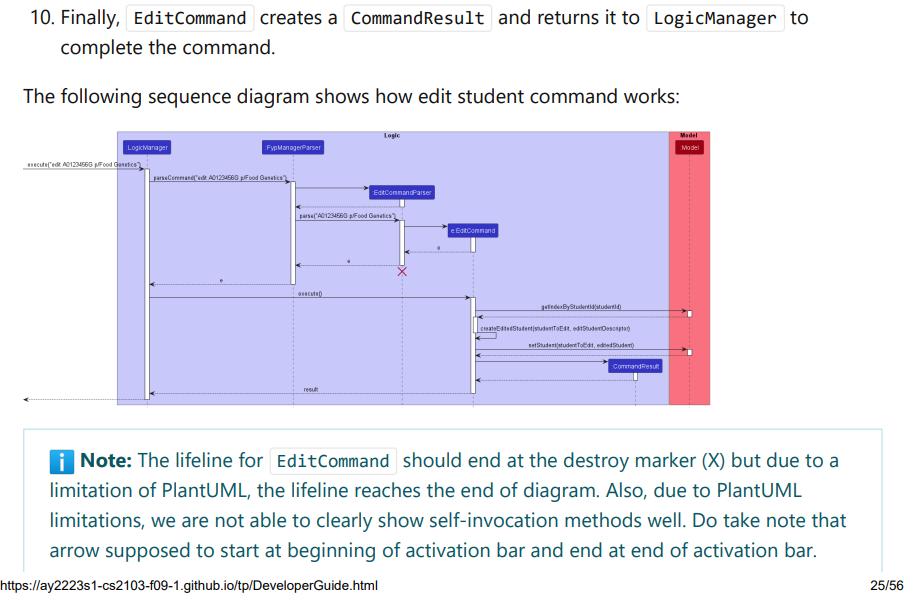 10. Finally, EditCommand creates a CommandResult and returns it to LogicManager to
complete the command.
The following sequence diagram shows how edit student command works:
Logic
Model
LogicManager
FypManagerParser
Model
execute("edit A0123456G p/Food Genetics")
parseCommand("edit A0123456G p/Food Genetics")
EditCommandParser
parse("A0123456G p/Food Genetics")
e:EditCommand
e
e
e
execute()
getIndexByStudentId(studentId)
createEditedStudent(studentToEdit, editStudentDescriptor)
setStudent(studentToEdit, editedStudent)
CommandResult
result
Note: The lifeline for EditCommand should end at the destroy marker (X) but due to a
limitation of PlantUML, the lifeline reaches the end of diagram. Also, due to PlantUML
limitations, we are not able to clearly show self-invocation methods well. Do take note that
arrow supposed to start at beginning of activation bar and end at end of activation bar.
https://ay2223s1-cs2103-f09-1.github.io/tp/DeveloperGuide.html
25/56